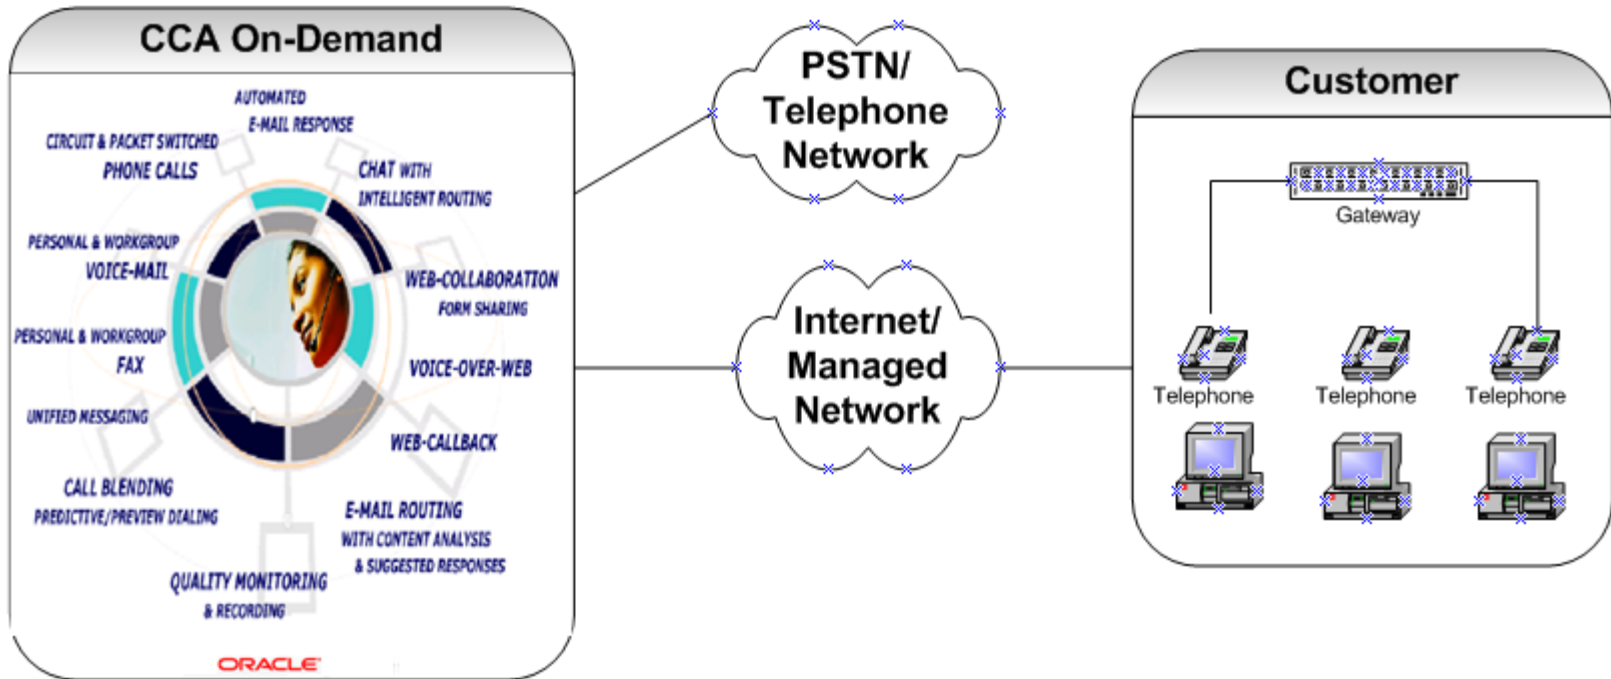 CCA On-Demand
AUTOMATED
E-MAIL RESPONSE
CIRCUIT & PACKET SWITCHED
PHONE CALLS
CHAT WITH
INTELLIGENT ROUTING
PERSONAL & WORKGROUP
VOICE-MAIL
WEB-COLLABORATION
FORM SHARING
PERSONAL & WORKGROUP
FAX
VOICE-OVER-WEB
UNIFIED MESSAGING
WEB-CALLBACK
CALL BLENDING
PREDICTIVE/PREVIEW DIALING
E-MAIL ROUTING
WITH CONTENT ANALYSIS
& SUGGESTED RESPONSES
QUALITY MONITORING
& RECORDING
ORACLE
PSTN/
Telephone
Network
Internet/
Managed
Network
Customer
Gateway
Telephone
Telephone
Telephone